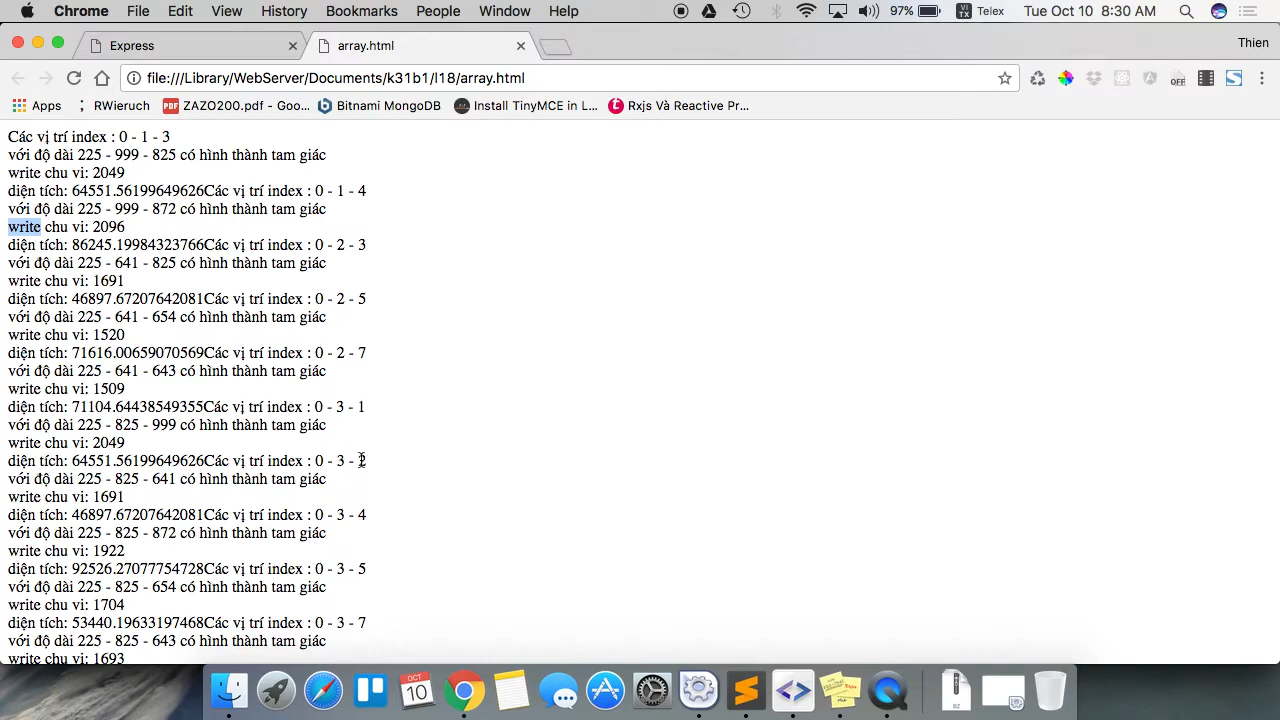 Chrome File Edit View History Bookmarks People Window Help 97% VI TX Telex Tue Oct 10 8:30 AM
Express array.html Thien
file:///Library/WebServer/Documents/k31b1/l18/array.html OFF
Apps RWieruch PDF ZAZO200.pdf - Goo... Bitnami MongoDB Install TinyMCE in L... Rxjs Và Reactive Pr...
Các vị trí index : 0 - 1 - 3
với độ dài 225 - 999 - 825 có hình thành tam giác
write chu vi: 2049
diện tích: 64551.56199649626Các vị trí index : 0 - 1 - 4
với độ dài 225 - 999 - 872 có hình thành tam giác
write chu vi: 2096
diện tích: 86245.19984323766Các vị trí index : 0 - 2 - 3
với độ dài 225 - 641 - 825 có hình thành tam giác
write chu vi: 1691
diện tích: 46897.67207642081Các vị trí index : 0 - 2 - 5
với độ dài 225 - 641 - 654 có hình thành tam giác
write chu vi: 1520
diện tích: 71616.00659070569Các vị trí index : 0 - 2 - 7
với độ dài 225 - 641 - 643 có hình thành tam giác
write chu vi: 1509
diện tích: 71104.64438549355Các vị trí index : 0 - 3 - 1
với độ dài 225 - 825 - 999 có hình thành tam giác
write chu vi: 2049
diện tích: 64551.56199649626Các vị trí index : 0 - 3 - 2
với độ dài 225 - 825 - 641 có hình thành tam giác
write chu vi: 1691
diện tích: 46897.67207642081Các vị trí index : 0 - 3 - 4
với độ dài 225 - 825 - 872 có hình thành tam giác
write chu vi: 1922
diện tích: 92526.27077754728Các vị trí index : 0 - 3 - 5
với độ dài 225 - 825 - 654 có hình thành tam giác
write chu vi: 1704
diện tích: 53440.19633197468Các vị trí index : 0 - 3 - 7
với độ dài 225 - 825 - 643 có hình thành tam giác
write chu vi: 1693
OCT
10